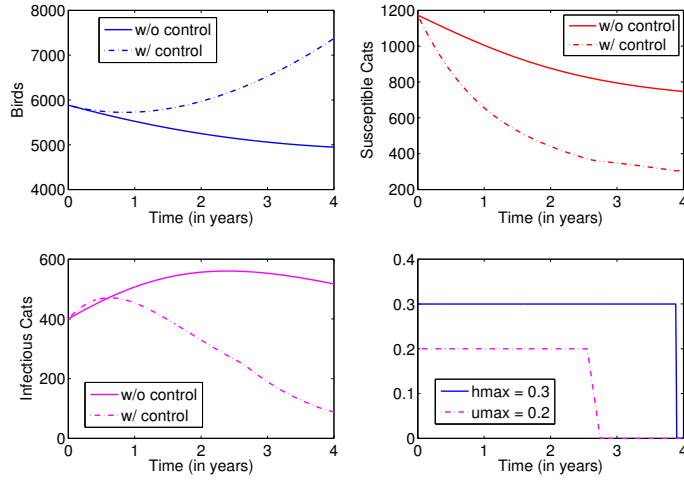 8000
7000
6000
5000
4000
Birds
w/o control
w/ control
0 1 2 3 4
Time (in years)
1200
1000
800
600
400
200
Susceptible Cats
w/o control
w/ control
0 1 2 3 4
Time (in years)
600
400
200
0
Infectious Cats
w/o control
w/ control
0 1 2 3 4
Time (in years)
0.4
0.3
0.2
0.1
0
hmax = 0.3
umax = 0.2
0 1 2 3 4
Time (in years)